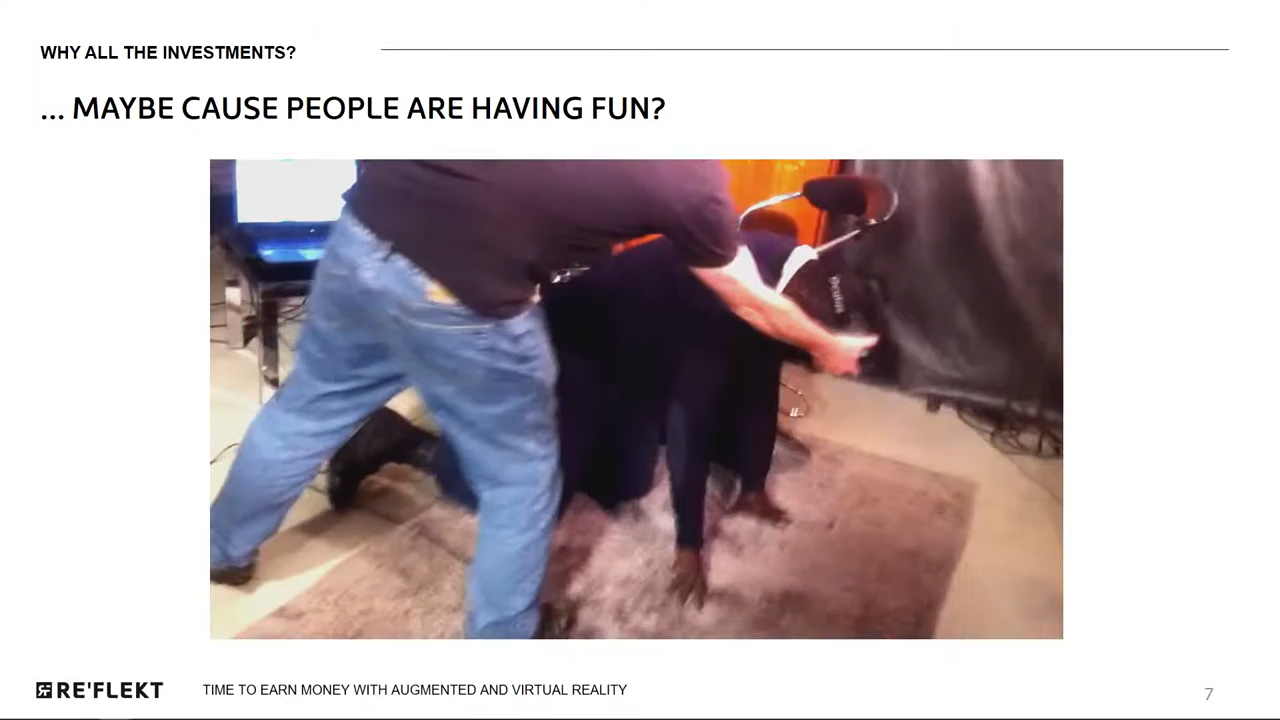 WHY ALL THE INVESTMENTS?
... MAYBE CAUSE PEOPLE ARE HAVING FUN?
oculus
RE'FLEKT
TIME TO EARN MONEY WITH AUGMENTED AND VIRTUAL REALITY
7